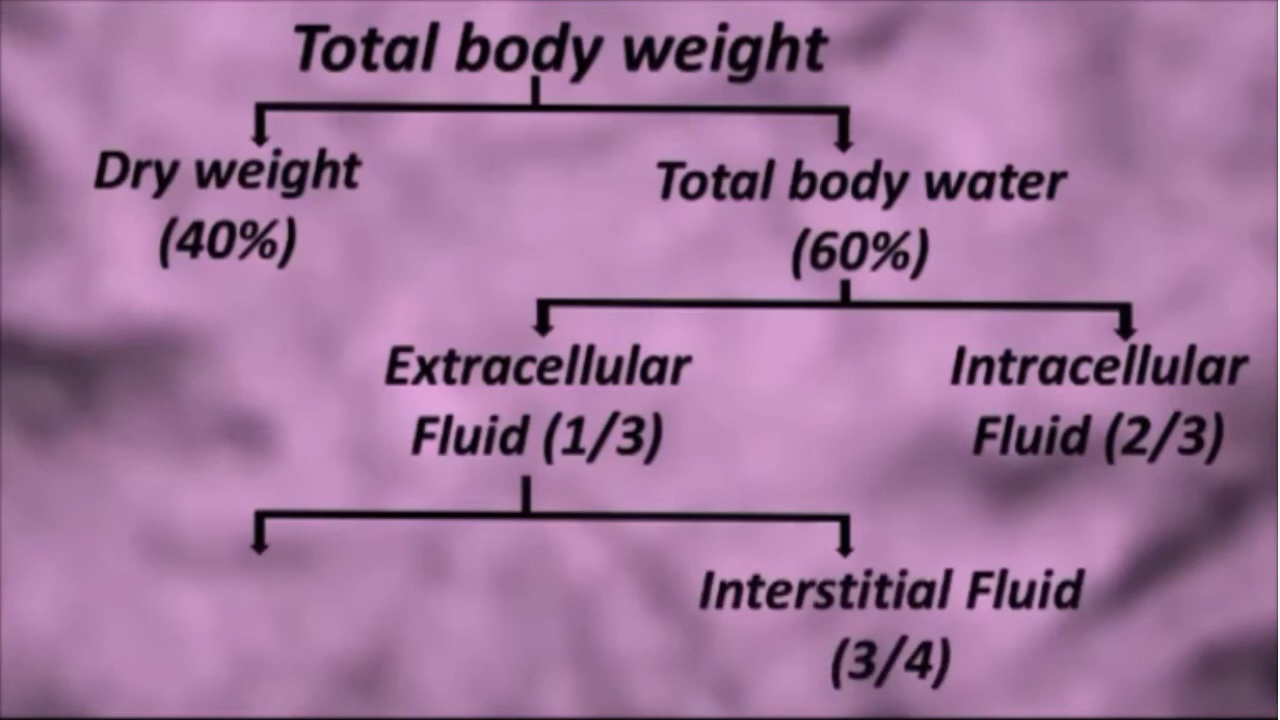 Total body weight
Dry weight
(40%)
Total body water
(60%)
Extracellular
Fluid (1/3)
Intracellular
Fluid (2/3)
Interstitial Fluid
(3/4)